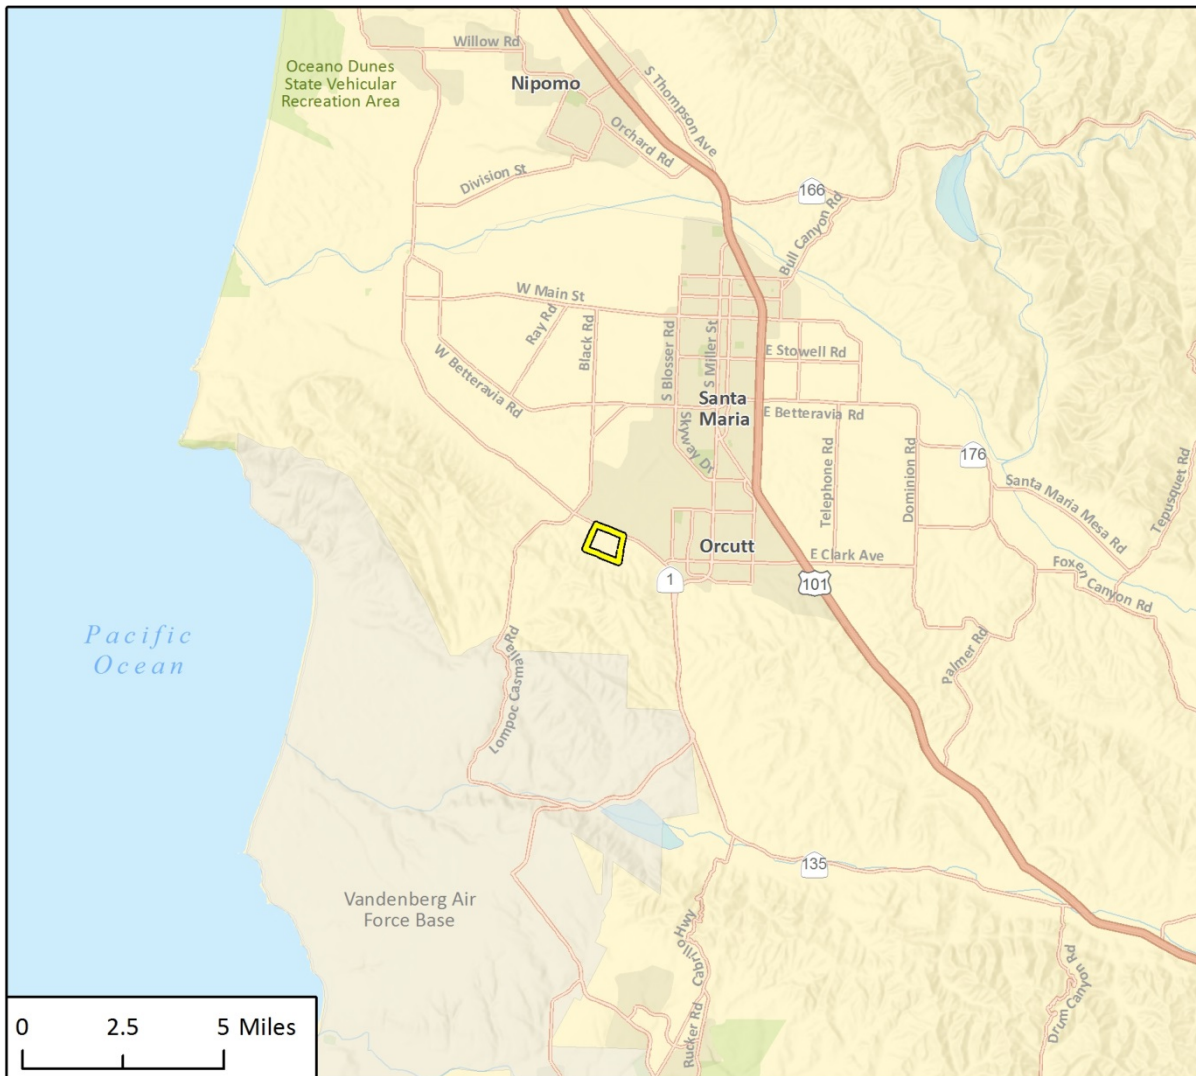 Willow Rd
Oceano Dunes
State Vehicular
Recreation Area
Nipomo
S Thompson Ave
Orchard Rd
Division St
166
Bull Canyon Rd
W Main St
Ray Rd
Black Rd
S Blosser Rd
S Miller St
E Stowell Rd
W Betteravia Rd
Santa
Maria
E Betteravia Rd
Skyway Dr
Telephone Rd
Dominion Rd
176
Santa Maria Mesa Rd
Tepusquet Rd
Orcutt
E Clark Ave
Foxen Canyon Rd
1
101
Pacific
Ocean
Lompoc Casmalia Rd
Palmer Rd
135
Vandenberg Air
Force Base
Cabrillo Hwy
Rucker Rd
Drum Canyon Rd
0 2.5 5 Miles